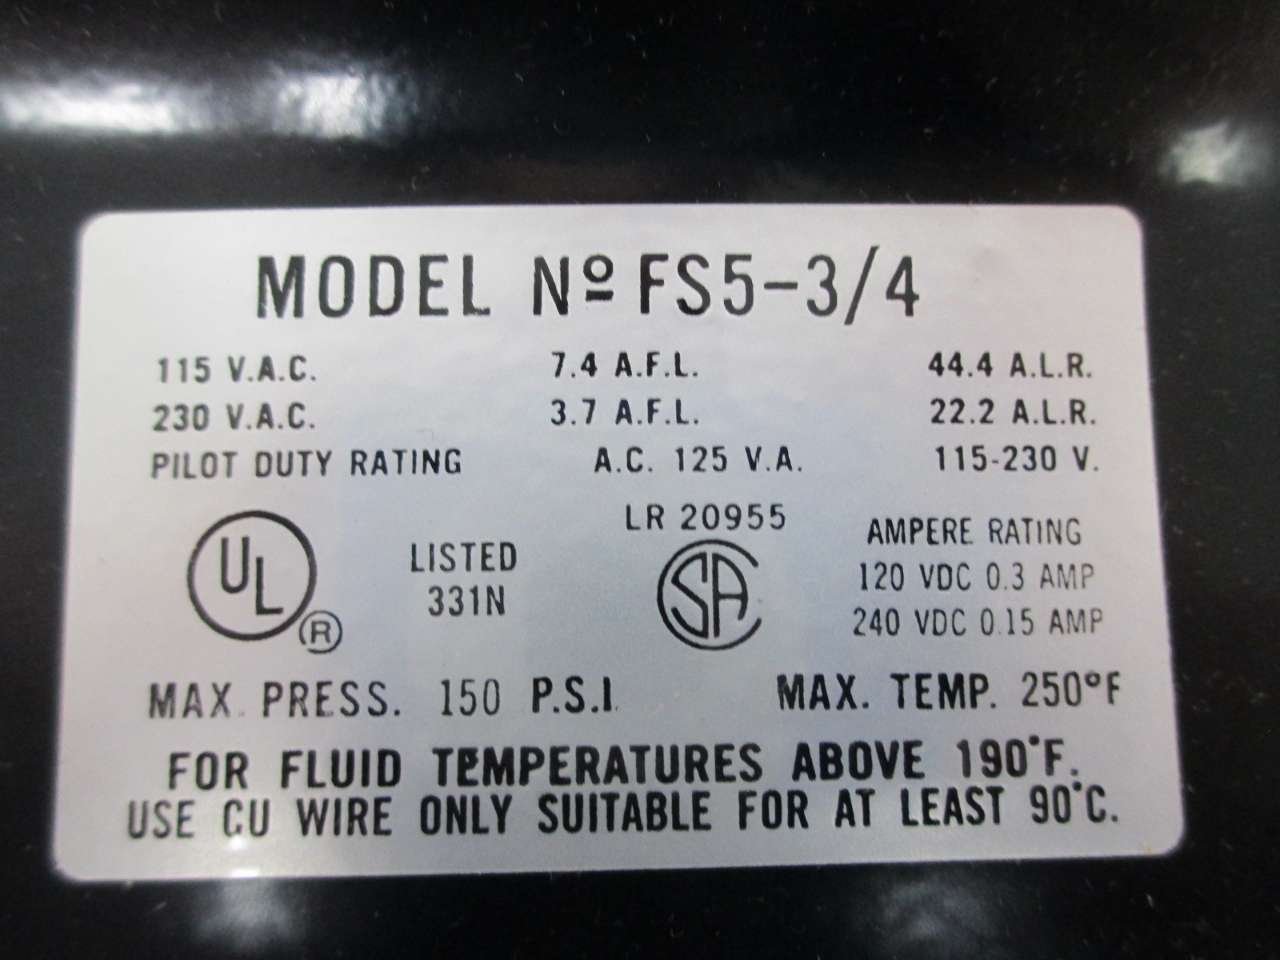 MODEL Nº FS5-3/4
115 V.A.C. 7.4 A.F.L. 44.4 A.L.R.
230 V.A.C. 3.7 A.F.L. 22.2 A.L.R.
PILOT DUTY RATING A.C. 125 V.A. 115-230 V.
UL ®
LISTED
331N
LR 20955
SA
AMPERE RATING
120 VDC 0.3 AMP
240 VDC 0.15 AMP
MAX. PRESS. 150 P.S.I. MAX. TEMP. 250°F
FOR FLUID TEMPERATURES ABOVE 190°F.
USE CU WIRE ONLY SUITABLE FOR AT LEAST 90°C.